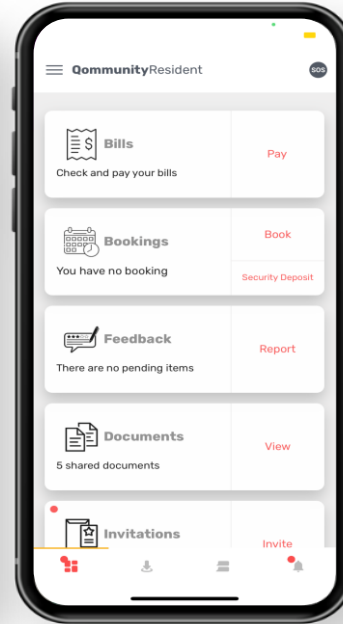 QommunityResident
SOS
Bills
Check and pay your bills
Pay
Bookings
You have no booking
Book
Security Deposit
Feedback
There are no pending items
Report
Documents
5 shared documents
View
Invitations
Invite